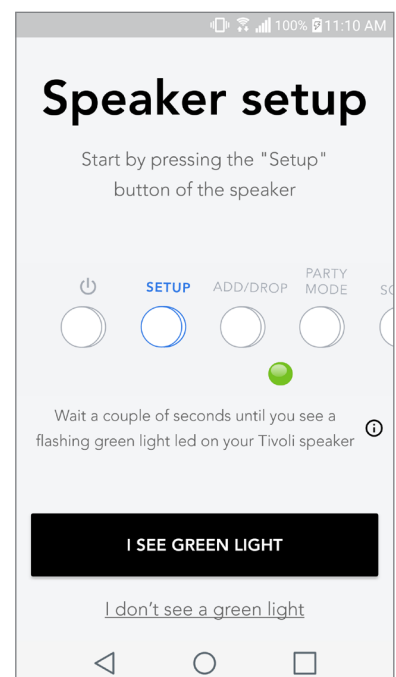 100% 11:10 AM
Speaker setup
Start by pressing the "Setup"
button of the speaker
SETUP ADD/DROP PARTY
MODE
SC
Wait a couple of seconds until you see a
flashing green light led on your Tivoli speaker
I SEE GREEN LIGHT
I don't see a green light